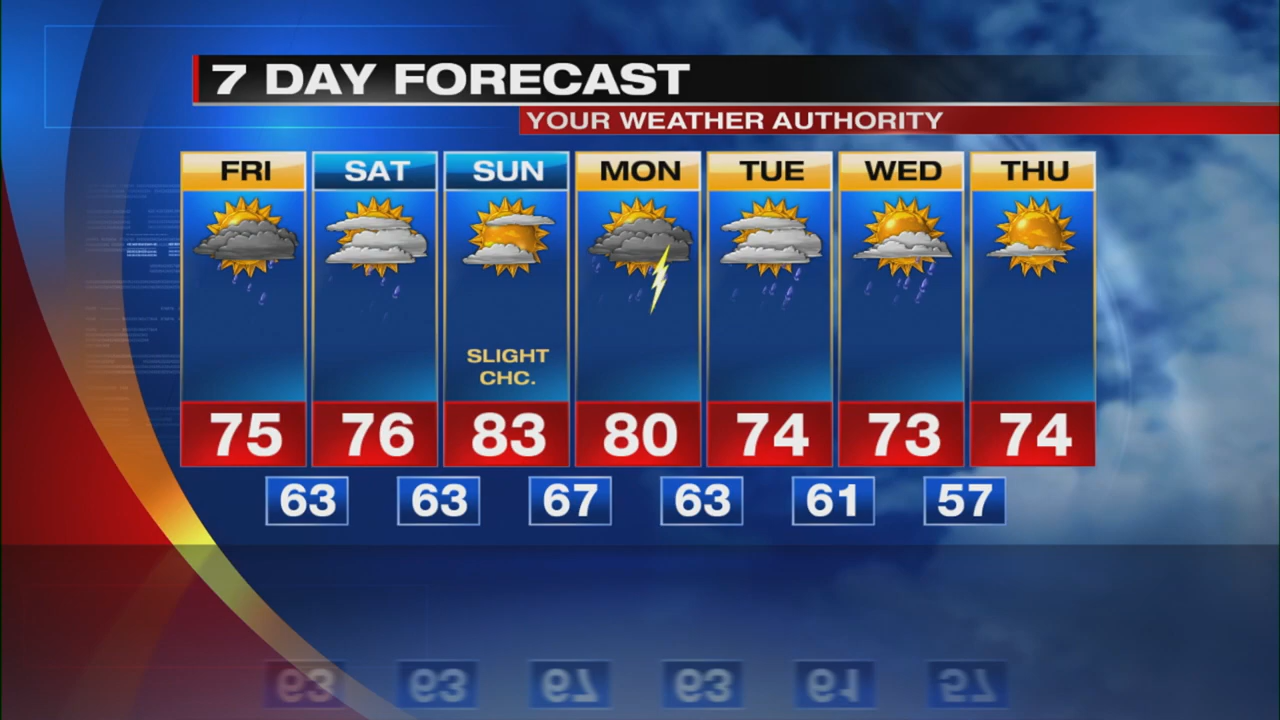 7 DAY FORECAST
YOUR WEATHER AUTHORITY
FRI SAT SUN MON TUE WED THU
SLIGHT
CHC.
75 76 83 80 74 73 74
63 63 67 63 61 57